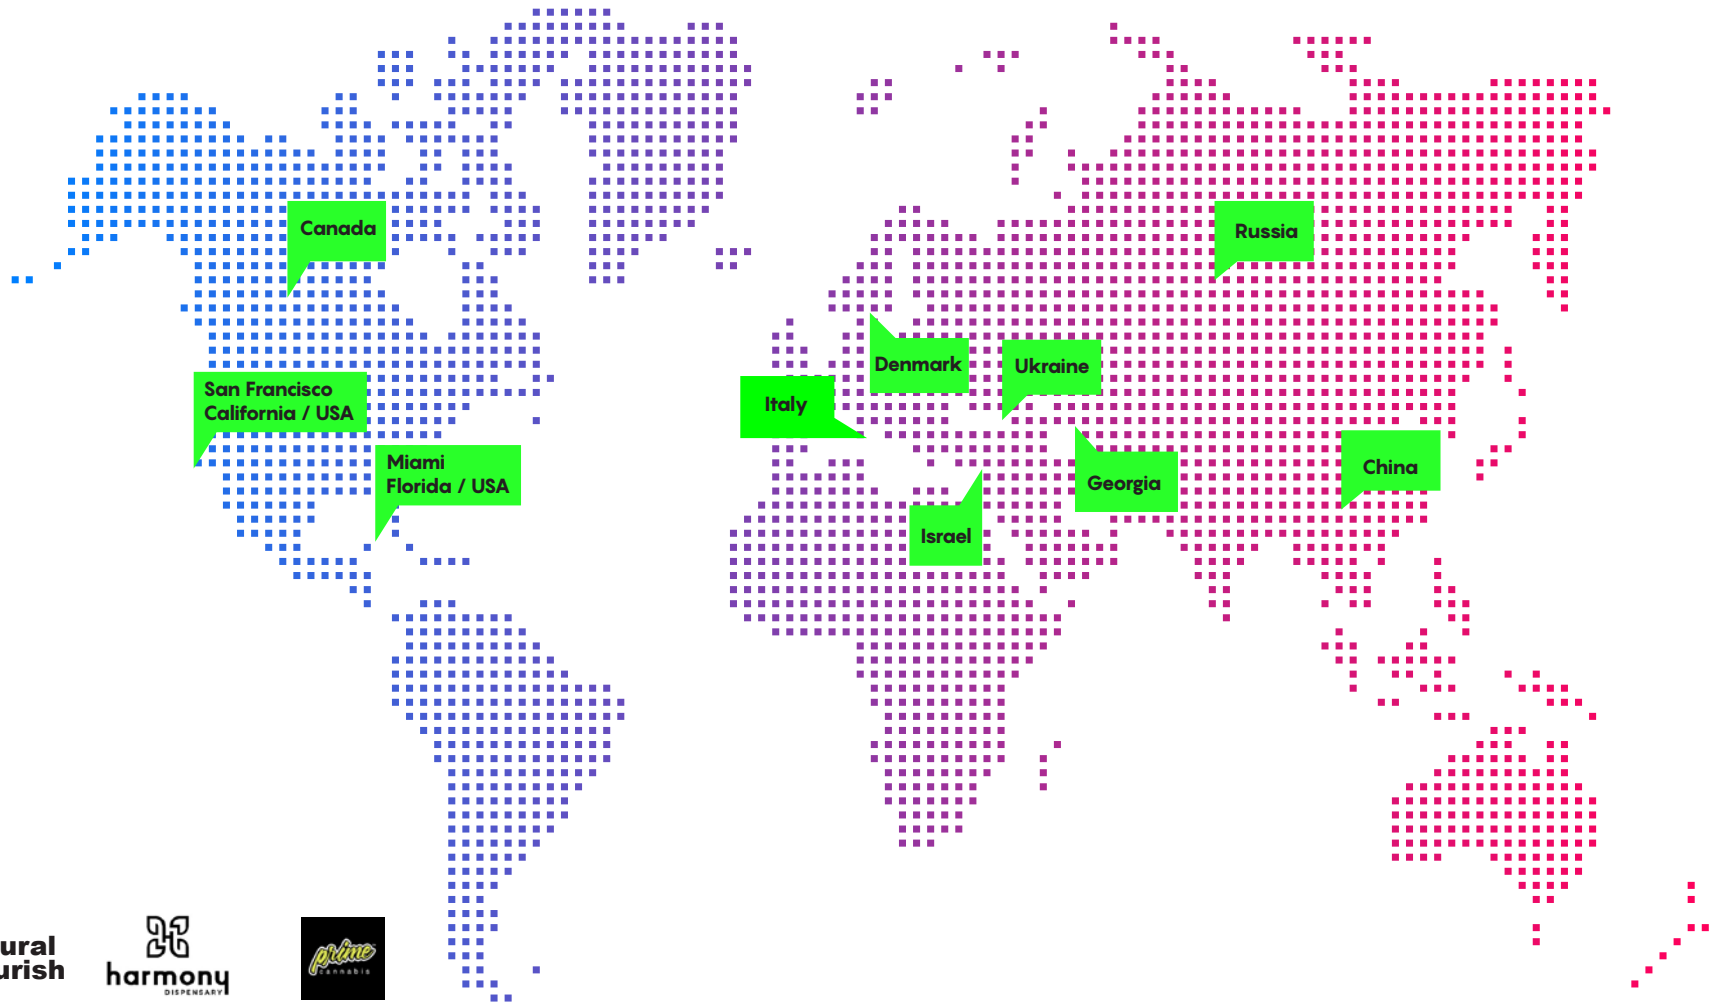 Canada
Russia
Denmark
Ukraine
San Francisco
California / USA
Italy
Miami
Florida / USA
China
Georgia
Israel
ural
urish
harmony
DISPENSARY
prime
cannabis